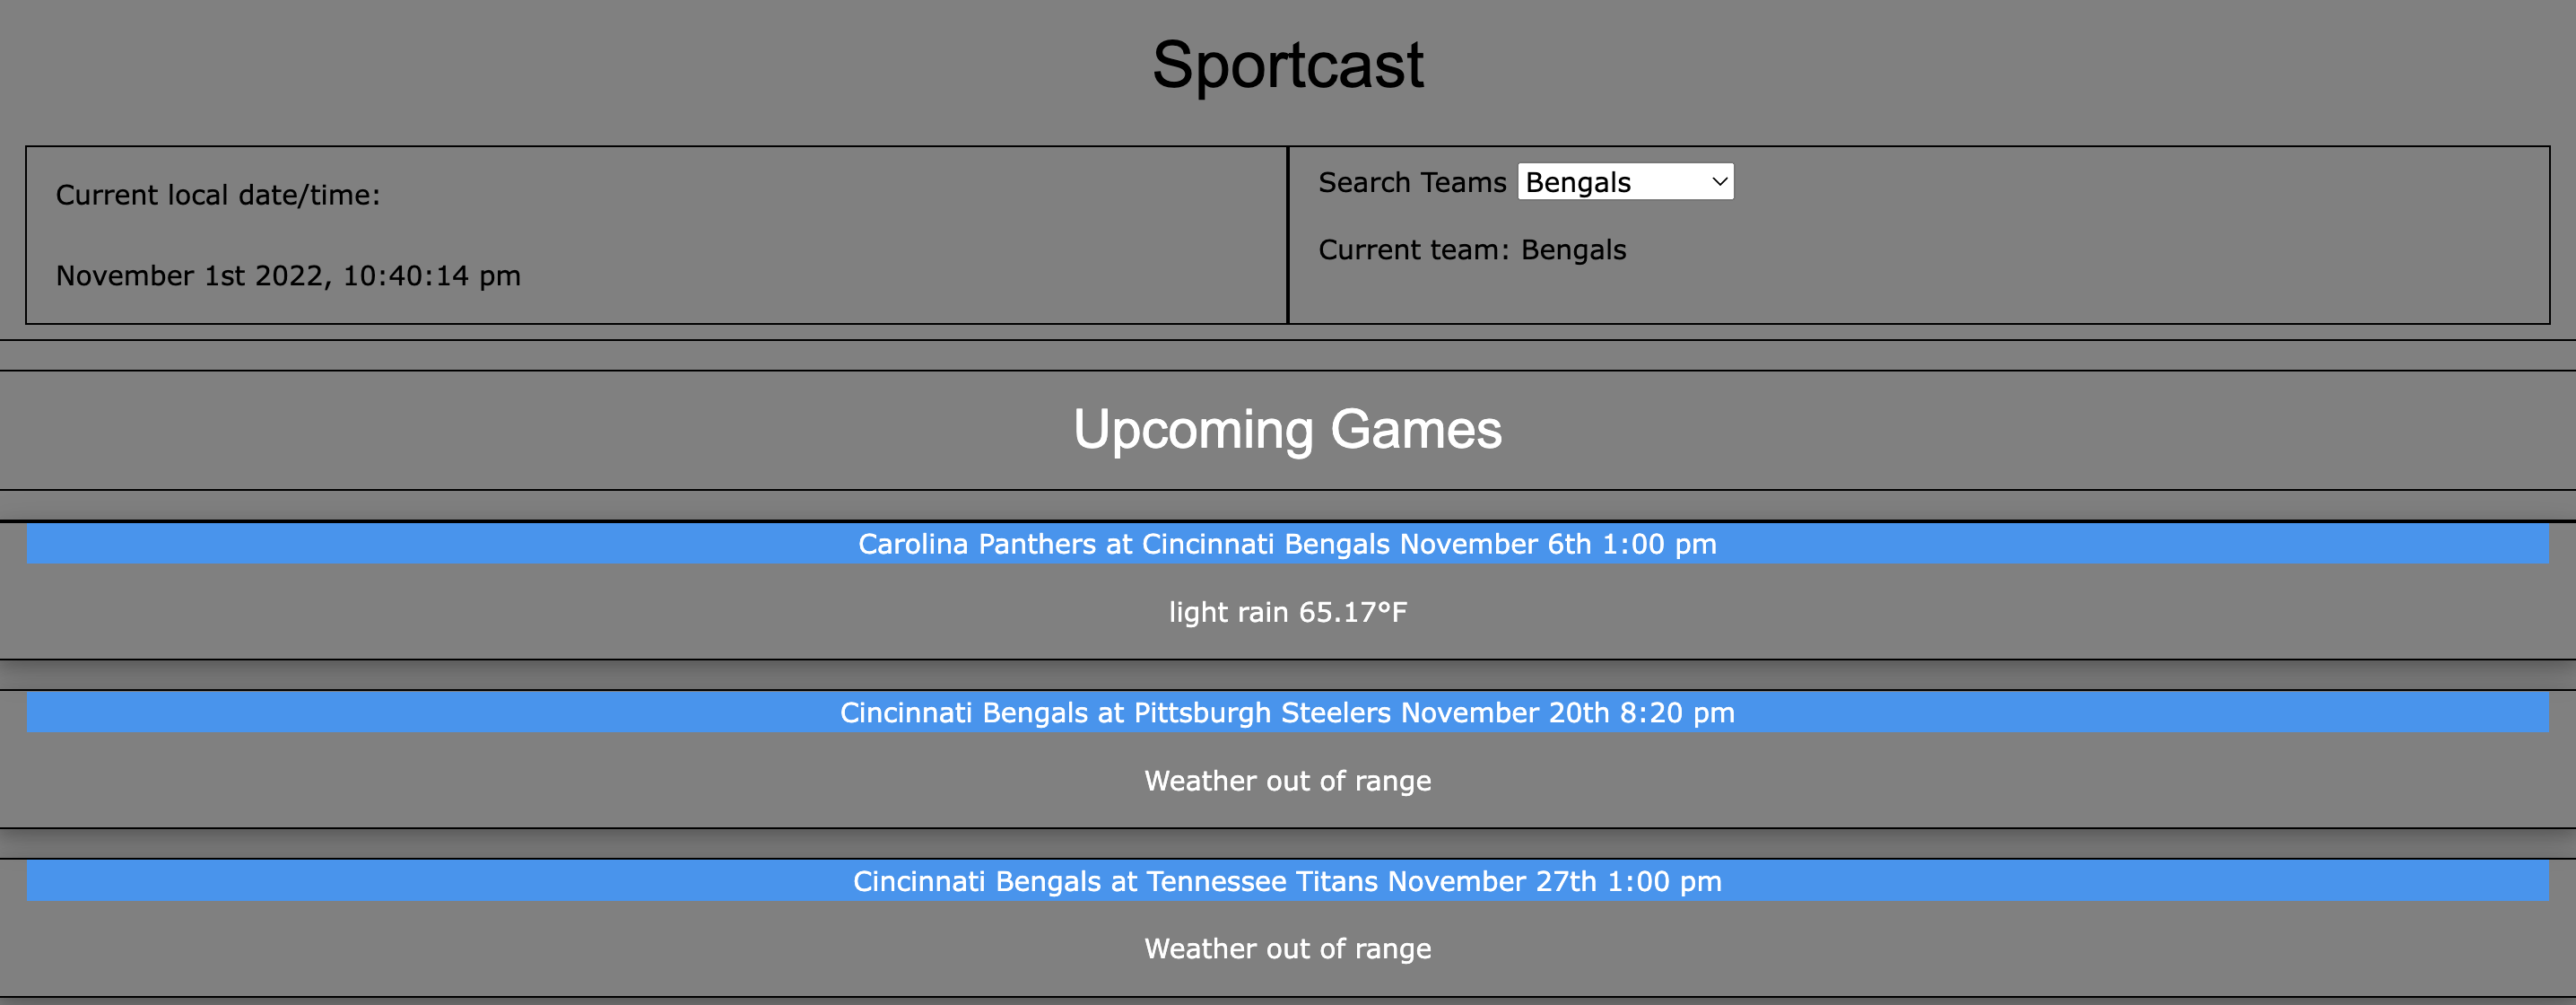 Sportcast
Current local date/time:
November 1st 2022, 10:40:14 pm
Search Teams Bengals
Current team: Bengals
Upcoming Games
Carolina Panthers at Cincinnati Bengals November 6th 1:00 pm
light rain 65.17°F
Cincinnati Bengals at Pittsburgh Steelers November 20th 8:20 pm
Weather out of range
Cincinnati Bengals at Tennessee Titans November 27th 1:00 pm
Weather out of range